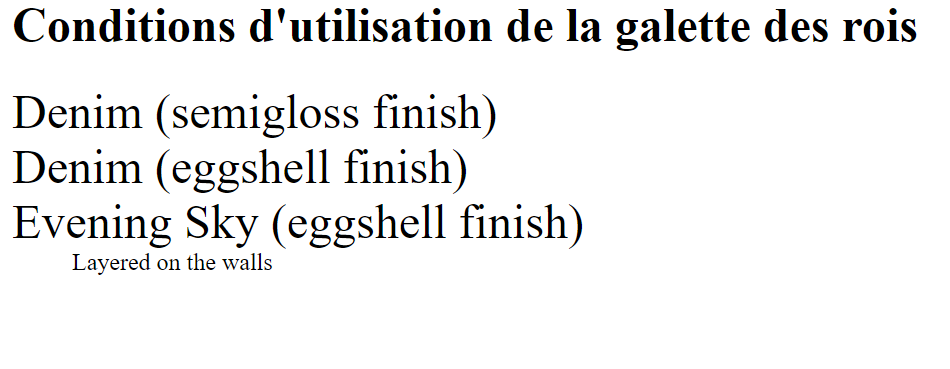 Conditions d'utilisation de la galette des rois
Denim (semigloss finish)
Denim (eggshell finish)
Evening Sky (eggshell finish)
Layered on the walls